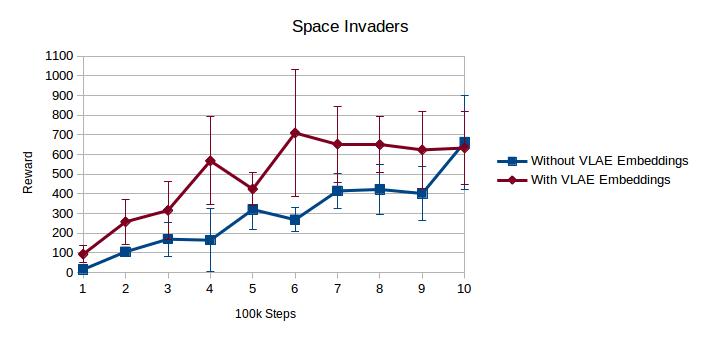 Space Invaders
1100
1000
900
800
700
600
500
400
300
200
100
0
Reward
1 2 3 4 5 6 7 8 9 10
100k Steps
Without VLAE Embeddings
With VLAE Embeddings